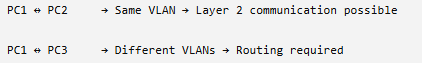 PC1 ↔ PC2 → Same VLAN → Layer 2 communication possible
PC1 ↔ PC3 → Different VLANs → Routing required